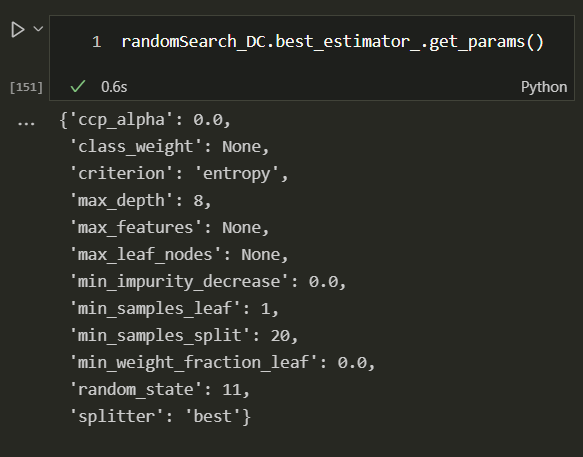 1 randomSearch_DC.best_estimator_.get_params()
[151] 0.6s Python
... {'ccp_alpha': 0.0,
'class_weight': None,
'criterion': 'entropy',
'max_depth': 8,
'max_features': None,
'max_leaf_nodes': None,
'min_impurity_decrease': 0.0,
'min_samples_leaf': 1,
'min_samples_split': 20,
'min_weight_fraction_leaf': 0.0,
'random_state': 11,
'splitter': 'best'}